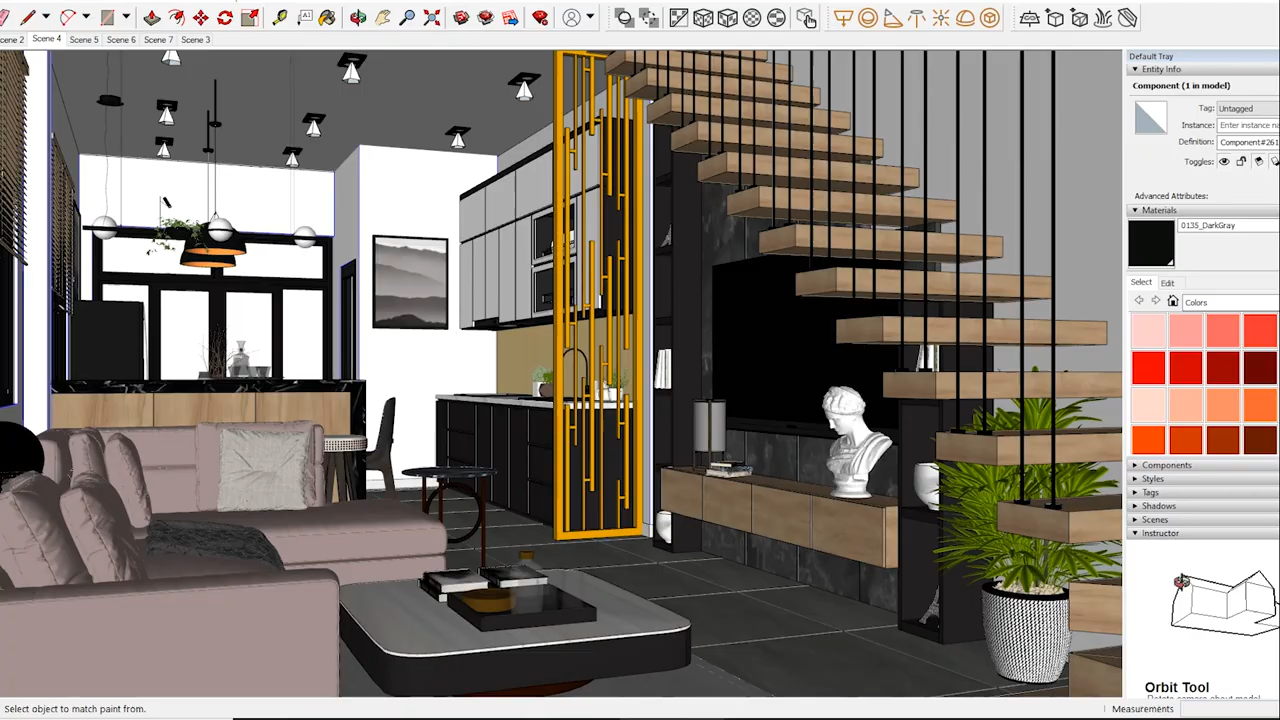 cene 2
Scene 4
Scene 5
Scene 6
Scene 7
Scene 3
Default Tray
Entity Info
Component (1 in model)
Tag: Untagged
Instance: Enter instance n
Definition: Component#261
Toggles:
Advanced Attributes:
Materials
0135_DarkGray
Select
Edit
Colors
Components
Styles
Tags
Shadows
Scenes
Instructor
Orbit Tool
Select object to match paint from.
Measurements